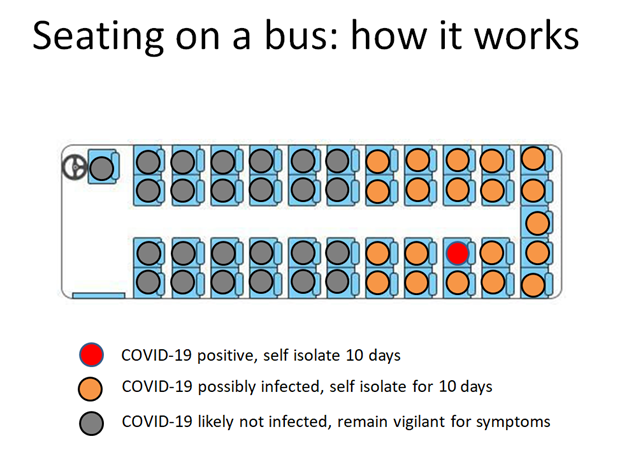 Seating on a bus: how it works
COVID-19 positive, self isolate 10 days
COVID-19 possibly infected, self isolate for 10 days
COVID-19 likely not infected, remain vigilant for symptoms